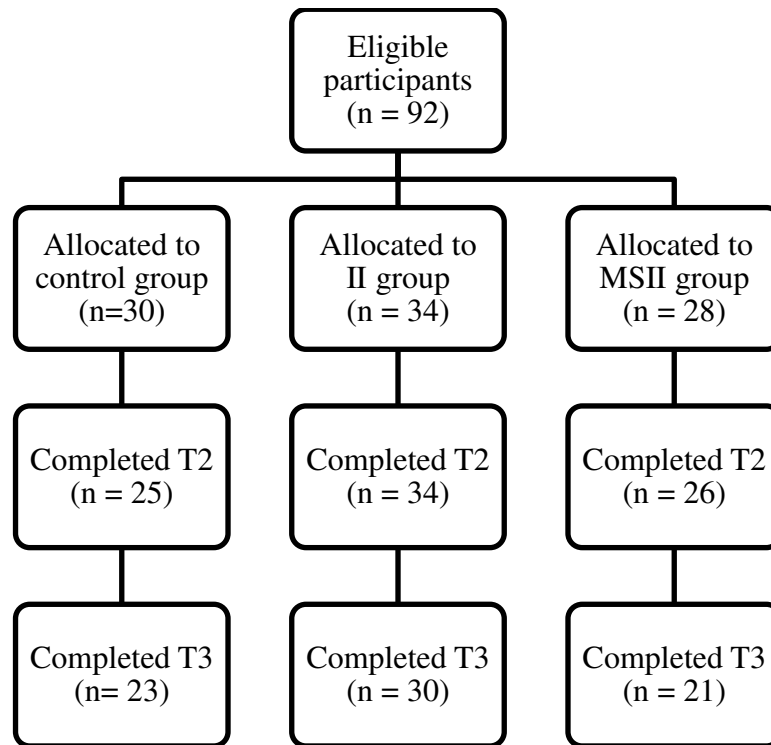 Eligible
participants
(n = 92)
Allocated to
control group
(n=30)
Allocated to
II group
(n = 34)
Allocated to
MSII group
(n = 28)
Completed T2
(n = 25)
Completed T2
(n = 34)
Completed T2
(n = 26)
Completed T3
(n= 23)
Completed T3
(n = 30)
Completed T3
(n = 21)